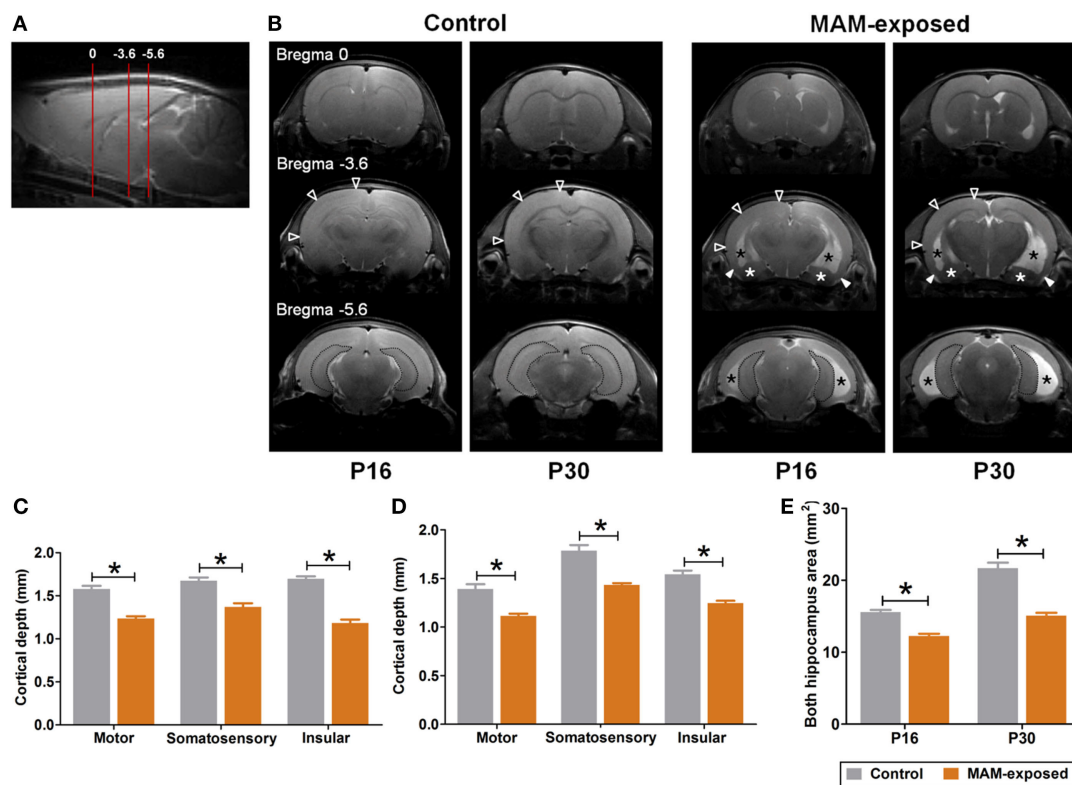 A
0 -3.6 -5.6
B
Control
MAM-exposed
Bregma 0
Bregma -3.6
* * * *
* * * *
Bregma -5.6
* * * *
P16
P30
P16
P30
C
Cortical depth (mm)
2.0
1.5
1.0
0.5
0.0
* * *
Motor Somatosensory Insular
D
Cortical depth (mm)
2.0
1.5
1.0
0.5
0.0
* * *
Motor Somatosensory Insular
E
Both hippocampus area (mm²)
30
20
10
0
* *
P16 P30
Control MAM-exposed